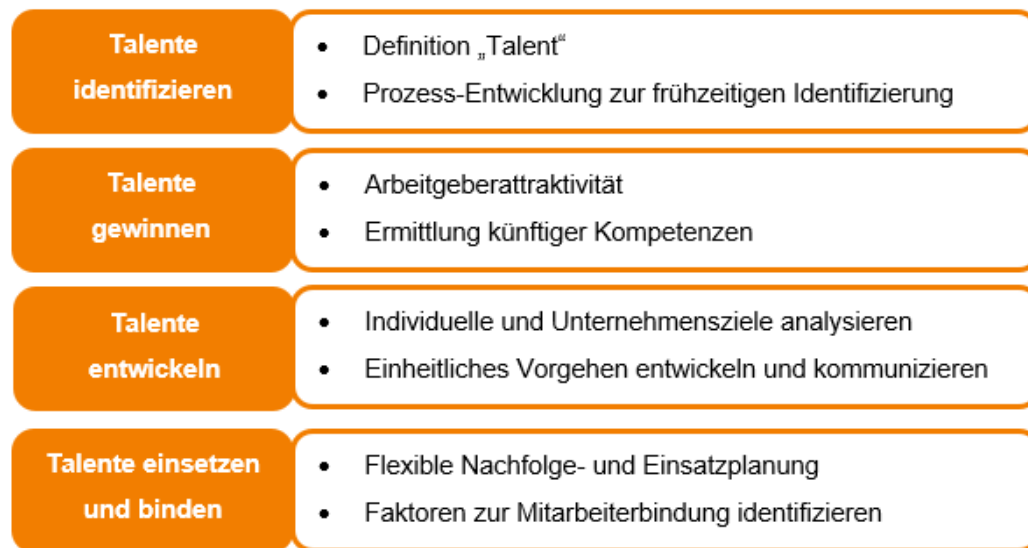 Talente
identifizieren
• Definition „Talent“
• Prozess-Entwicklung zur frühzeitigen Identifizierung
Talente
gewinnen
• Arbeitgeberattraktivität
• Ermittlung künftiger Kompetenzen
Talente
entwickeln
• Individuelle und Unternehmensziele analysieren
• Einheitliches Vorgehen entwickeln und kommunizieren
Talente einsetzen
und binden
• Flexible Nachfolge- und Einsatzplanung
• Faktoren zur Mitarbeiterbindung identifizieren